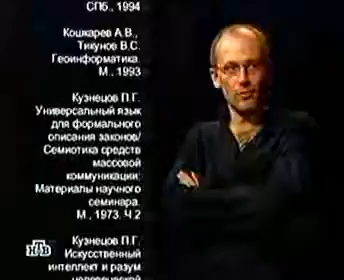 СПб., 1994
Кошкарев А.В.,
Тикунов В.С.
Геоинформатика.
М., 1993
Кузнецов П.Г.
Универсальный язык
для формального
описания законов/
Семиотика средств
массовой
коммуникации:
Материалы научного
семинара.
М., 1973. Ч.2
Кузнецов П.Г.
Искусственный
интеллект и разум
человеческой
НТВ